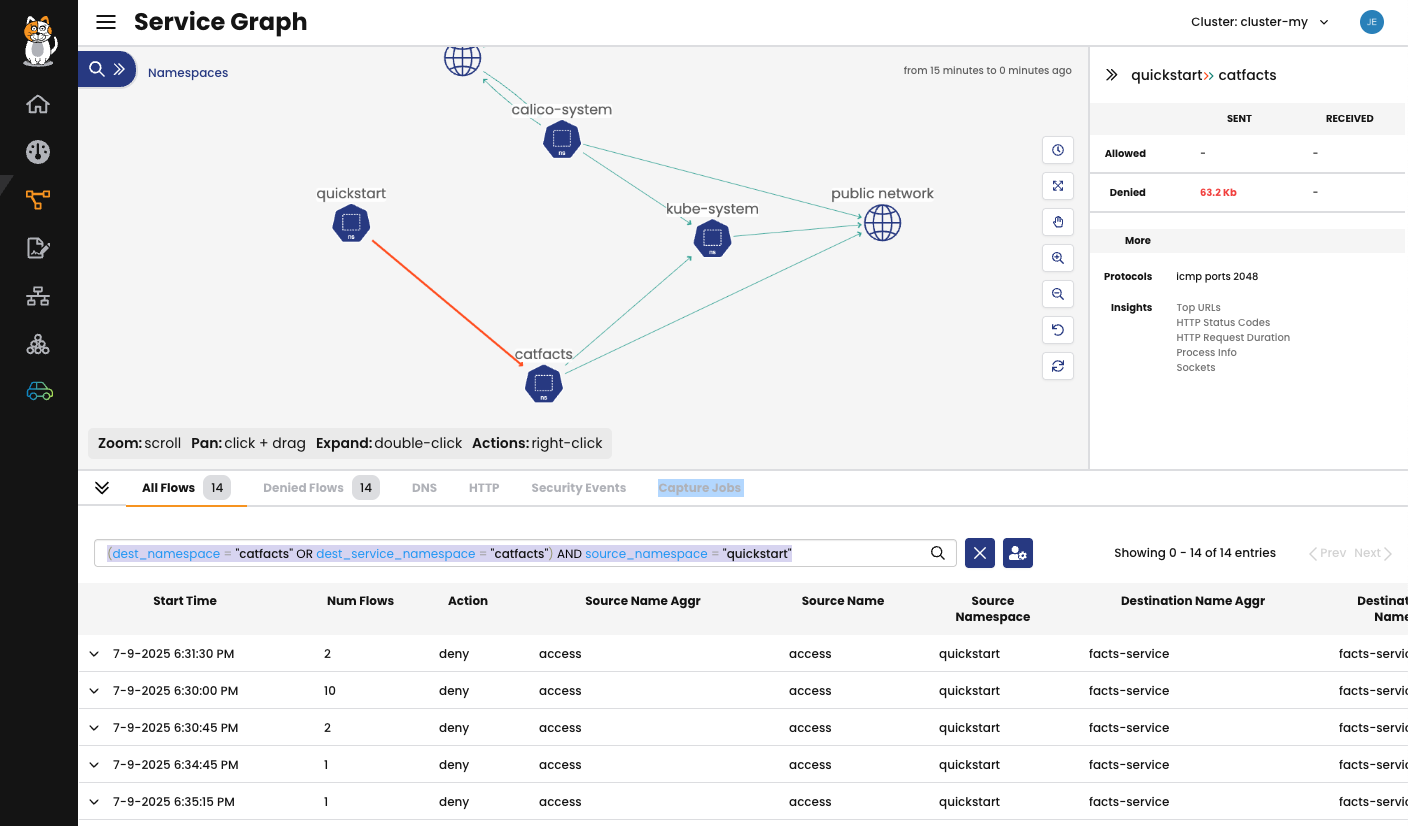 Service Graph
Cluster: cluster-my
JE
Namespaces
from 15 minutes to 0 minutes ago
calico-system
ns
quickstart
ns
kube-system
ns
public network
catfacts
ns
Zoom: scroll Pan: click + drag Expand: double-click Actions: right-click
quickstart catfacts
SENT RECEIVED
Allowed - -
Denied 63.2 Kb -
More
Protocols icmp ports 2048
Insights Top URLs
HTTP Status Codes
HTTP Request Duration
Process Info
Sockets
All Flows 14 Denied Flows 14 DNS HTTP Security Events Capture Jobs
(dest_namespace = "catfacts" OR dest_service_namespace = "catfacts") AND source_namespace = "quickstart"
Showing 0 - 14 of 14 entries
Prev Next
Start Time Num Flows Action Source Name Aggr Source Name Source Namespace Destination Name Aggr Destinat Name
7-9-2025 6:31:30 PM 2 deny access access quickstart facts-service facts-servic
7-9-2025 6:30:00 PM 10 deny access access quickstart facts-service facts-servic
7-9-2025 6:30:45 PM 2 deny access access quickstart facts-service facts-servic
7-9-2025 6:34:45 PM 1 deny access access quickstart facts-service facts-servic
7-9-2025 6:35:15 PM 1 deny access access quickstart facts-service facts-servic